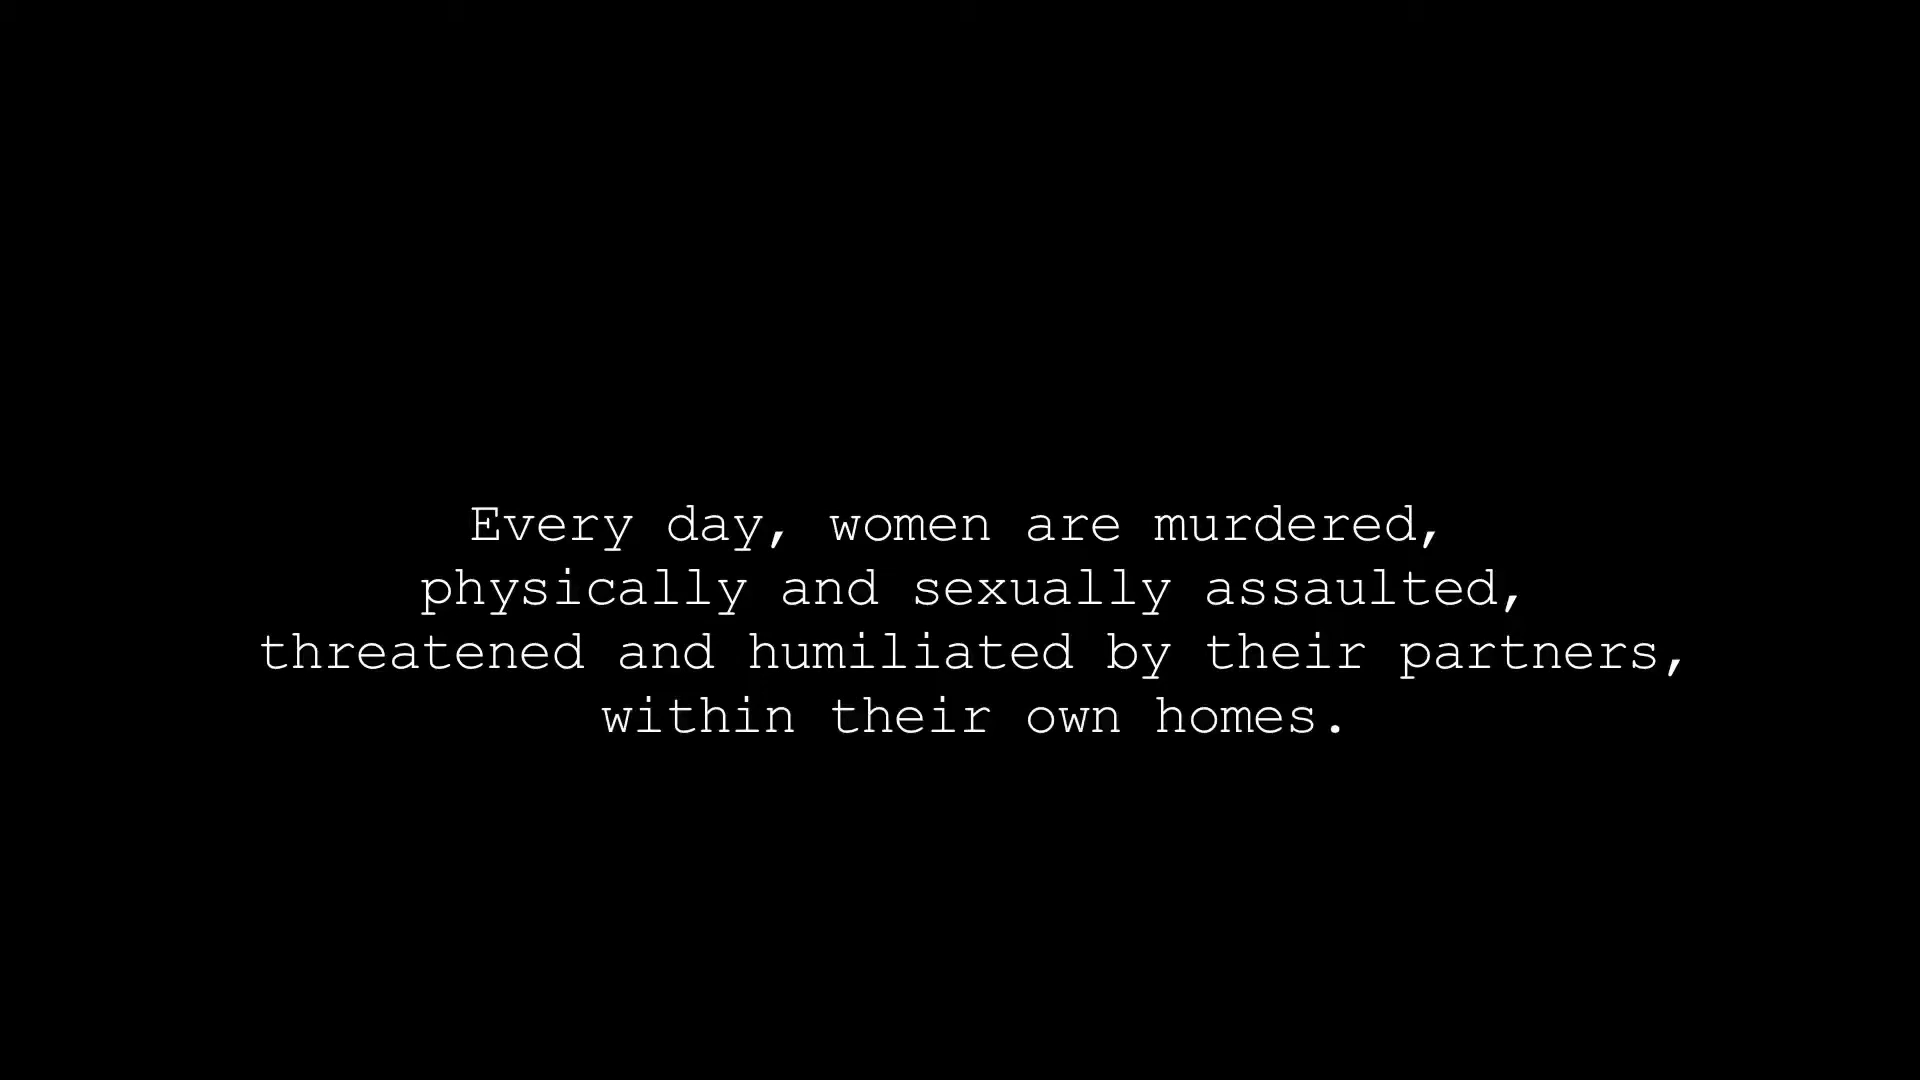 Every day, women are murdered,
physically and sexually assaulted,
threatened and humiliated by their partners,
within their own homes.